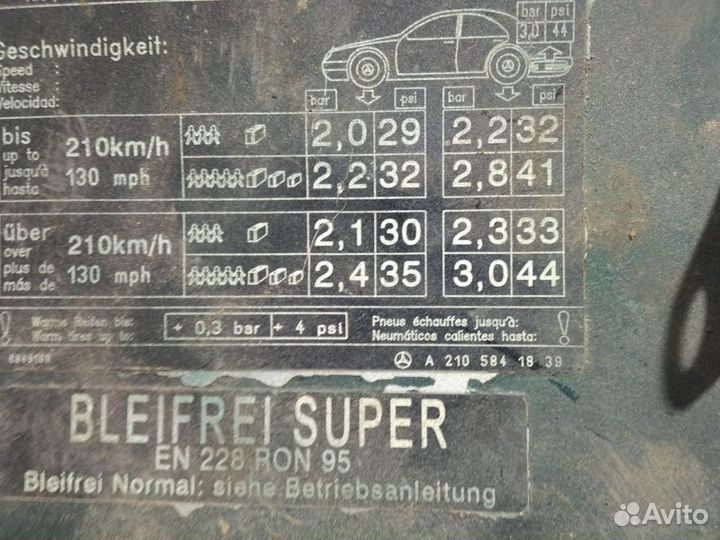 bar psi
3,0 44
Geschwindigkeit:
Speed :
Vitesse :
Velocidad:
bar psi bar psi
bis
up to
jusqu'à
hasta
210km/h
130 mph
2,0 29 2,2 32
2,2 32 2,8 41
über
over
plus de
más de
210km/h
130 mph
2,1 30 2,3 33
2,4 35 3,0 44
! Warme Reifen bis:
Warm tires up to:
+ 0,3 bar + 4 psi
Pneus échauffes jusqu'à:
Neumáticos calientes hasta: !
A 210 584 18 39
BLEIFREI SUPER
EN 228 RON 95
Bleifrei Normal: siehe Betriebsanleitung
Avito